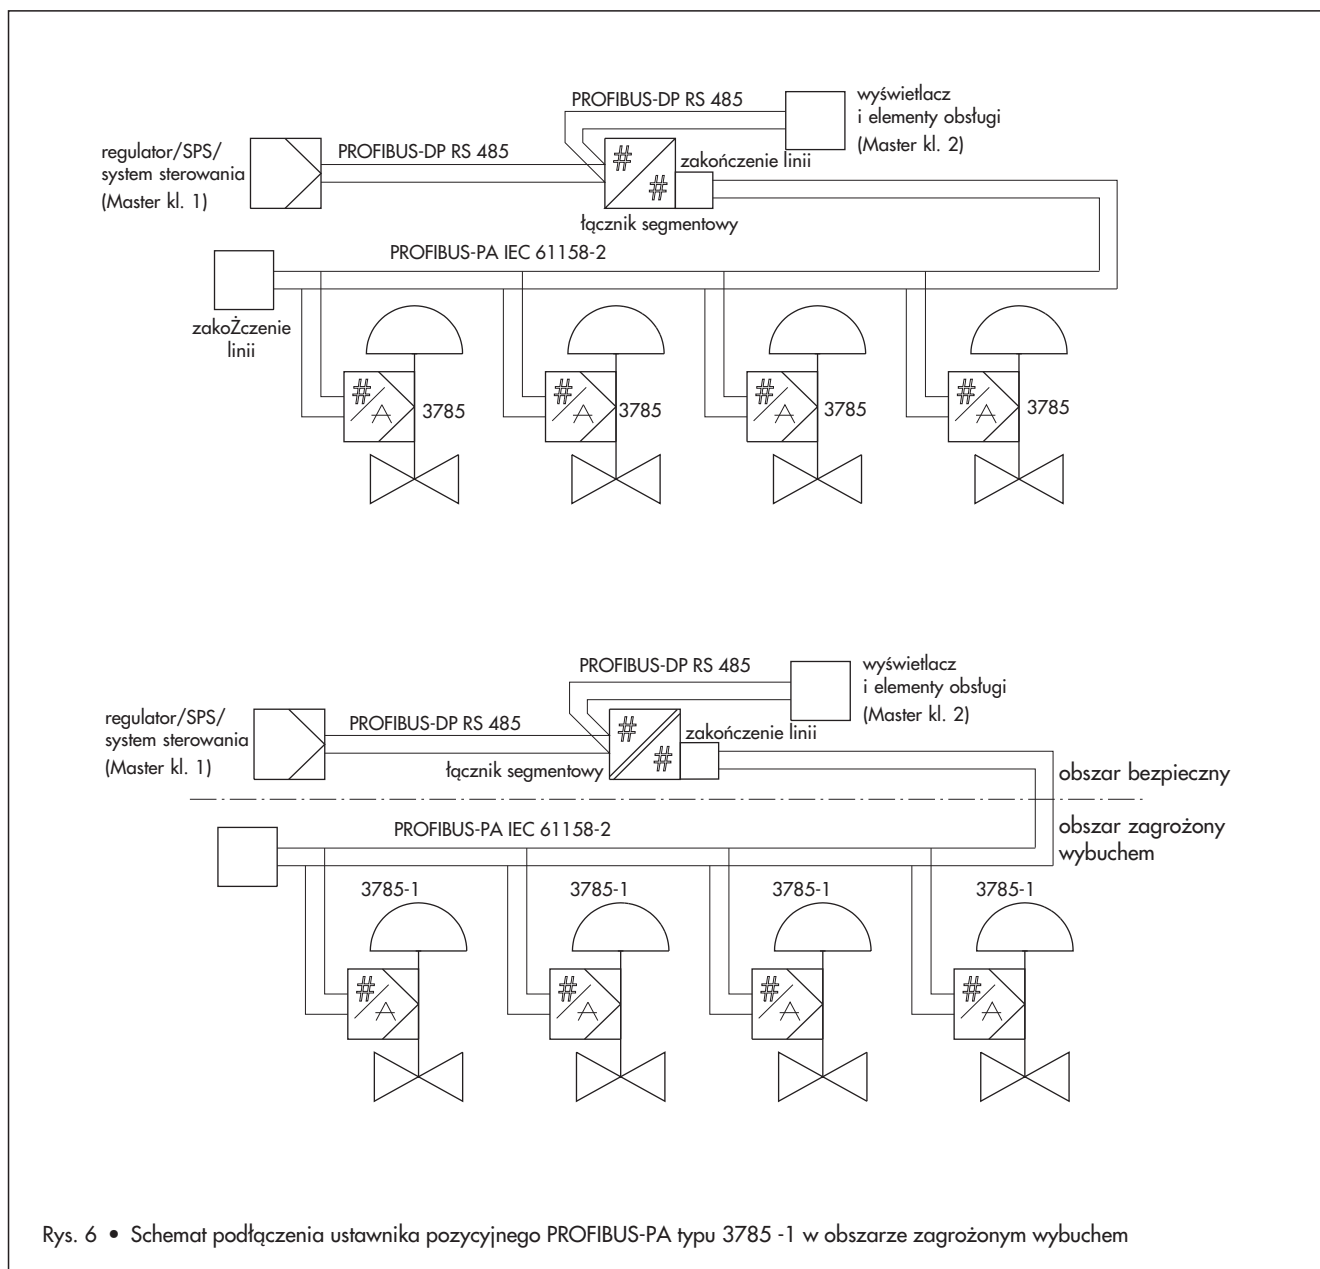 PROFIBUS-DP RS 485
wyświetlacz
i elementy obsługi
(Master kl. 2)
regulator/SPS/
system sterowania
(Master kl. 1)
PROFIBUS-DP RS 485
#
#
zakończenie linii
łącznik segmentowy
PROFIBUS-PA IEC 61158-2
zakoŻczenie
linii
#
A
3785
#
A
3785
#
A
3785
#
A
3785
PROFIBUS-DP RS 485
wyświetlacz
i elementy obsługi
(Master kl. 2)
regulator/SPS/
system sterowania
(Master kl. 1)
PROFIBUS-DP RS 485
#
#
zakończenie linii
łącznik segmentowy
obszar bezpieczny
obszar zagrożony
wybuchem
PROFIBUS-PA IEC 61158-2
3785-1
3785-1
3785-1
3785-1
#
A
#
A
#
A
#
A
Rys. 6 • Schemat podłączenia ustawnika pozycyjnego PROFIBUS-PA typu 3785 -1 w obszarze zagrożonym wybuchem